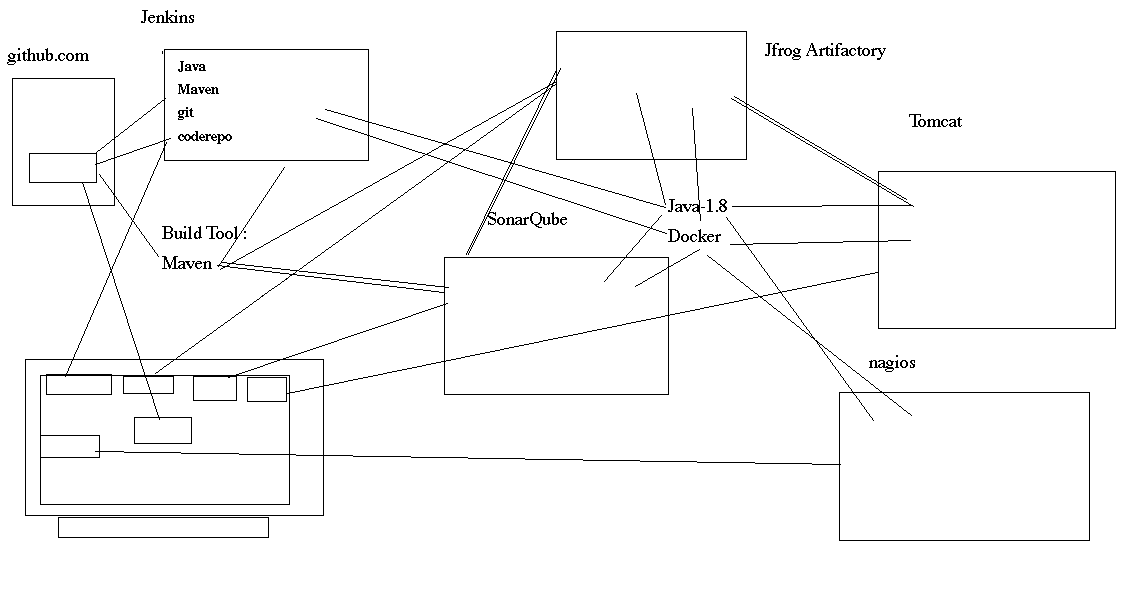 Jenkins
github.com
Jfrog Artifactory
Java
Maven
git
coderepo
Tomcat
Java-1.8
SonarQube
Build Tool :
Docker
Maven
nagios